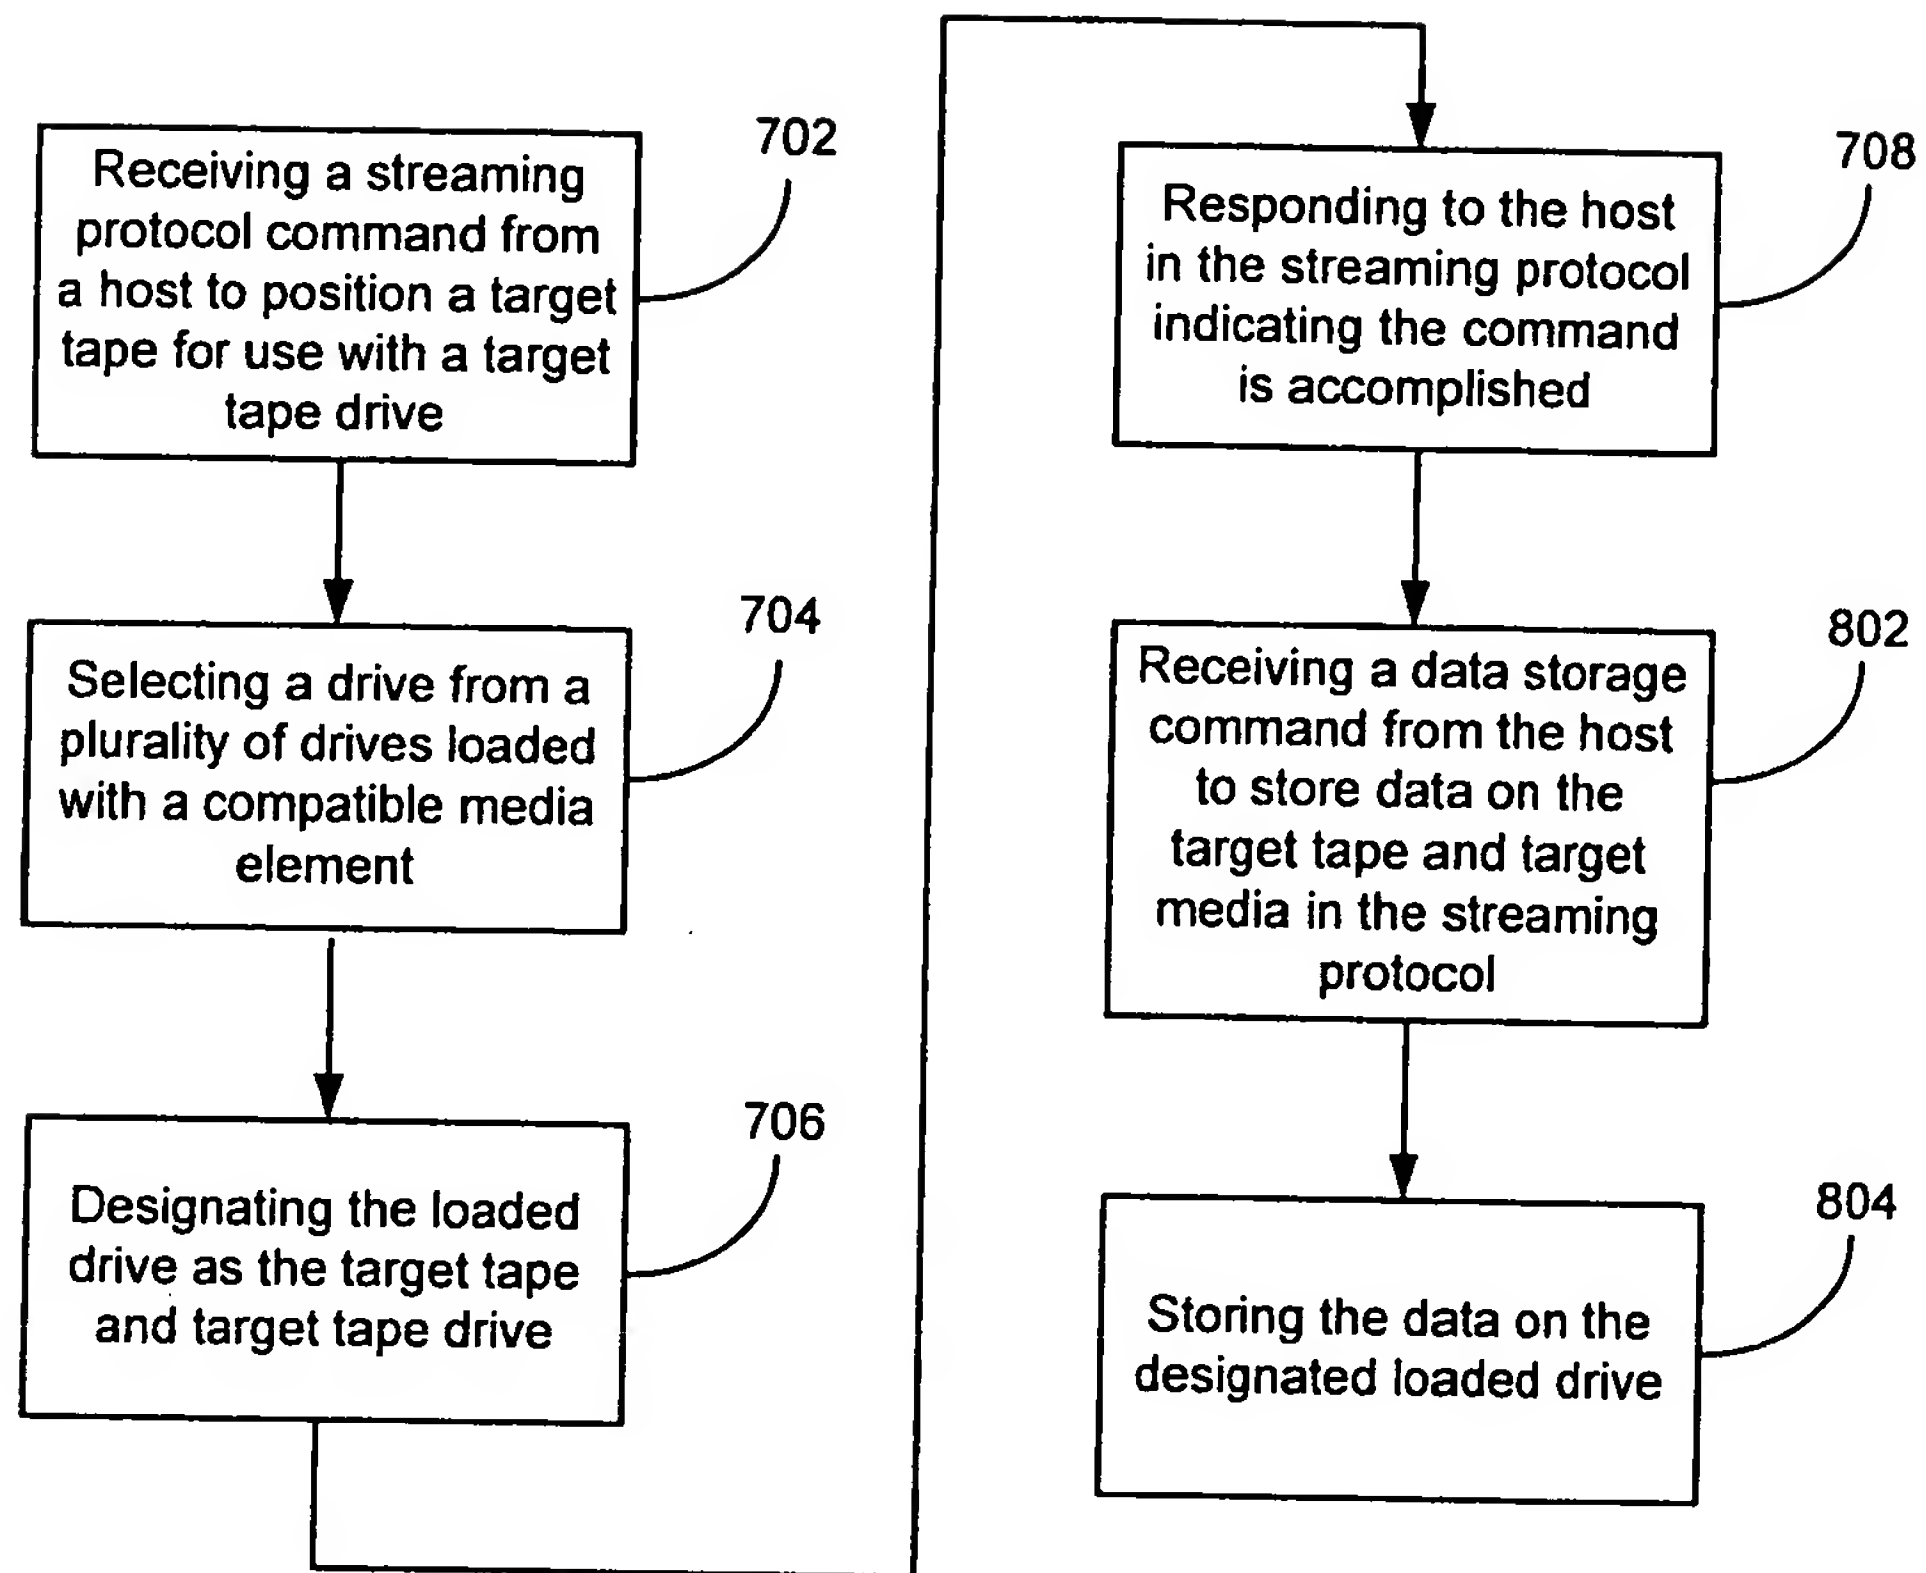 Receiving a streaming
protocol command from
a host to position a target
tape for use with a target
tape drive
702
Selecting a drive from a
plurality of drives loaded
with a compatible media
element
704
Designating the loaded
drive as the target tape
and target tape drive
706
Responding to the host
in the streaming protocol
indicating the command
is accomplished
708
Receiving a data storage
command from the host
to store data on the
target tape and target
media in the streaming
protocol
802
Storing the data on the
designated loaded drive
804